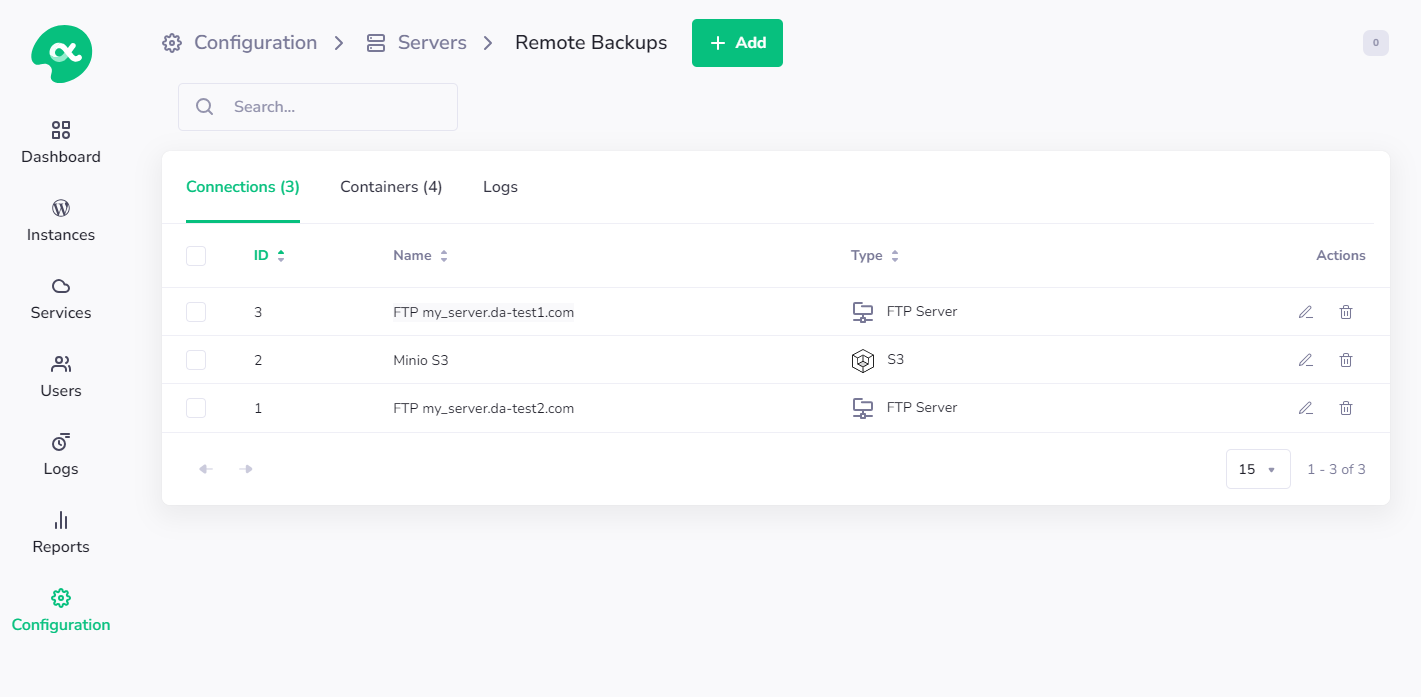 Configuration Servers Remote Backups Add 0
Search...
Dashboard
Instances
Services
Users
Logs
Reports
Configuration
Connections (3) Containers (4) Logs
ID Name Type Actions
3 FTP my_server.da-test1.com FTP Server
2 Minio S3 S3
1 FTP my_server.da-test2.com FTP Server
15 1 - 3 of 3